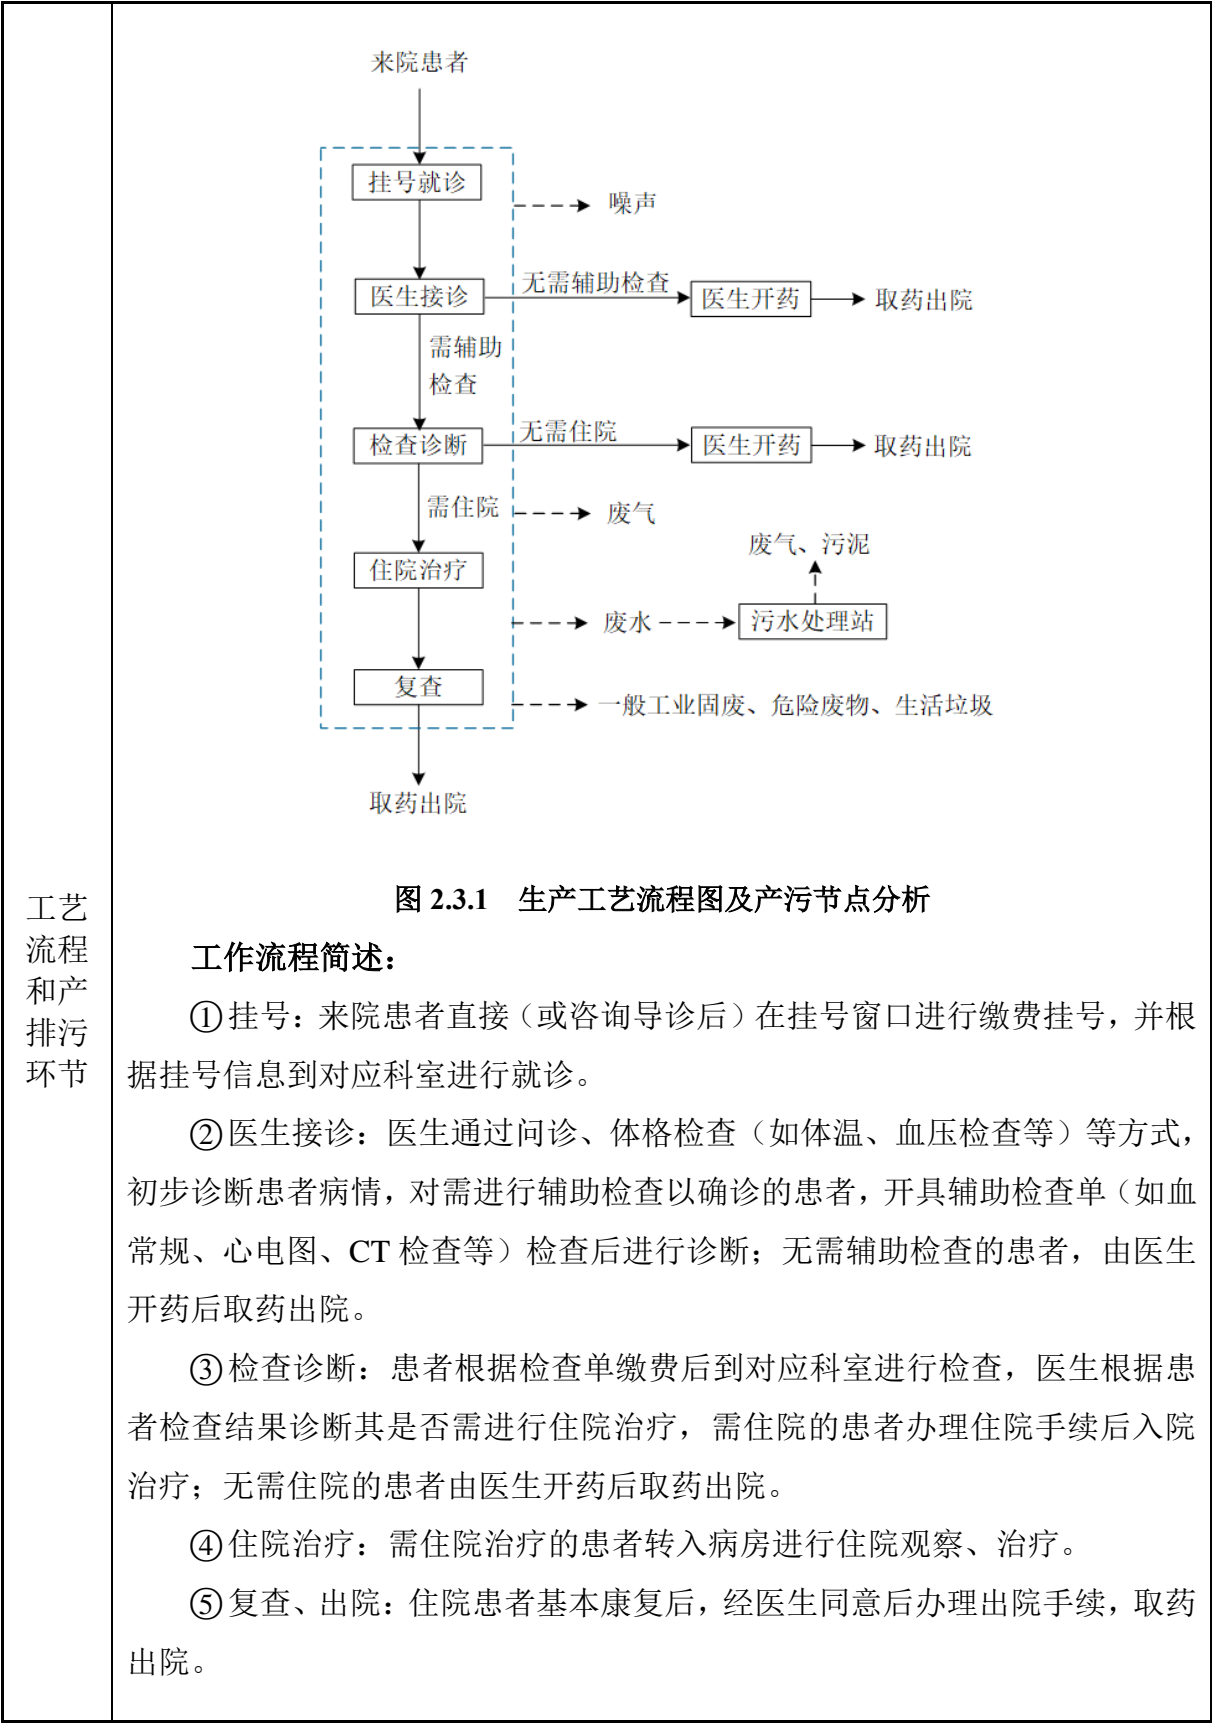 来院患者
挂号就诊
噪声
医生接诊
无需辅助检查
医生开药
取药出院
需辅助
检查
检查诊断
无需住院
医生开药
取药出院
需住院
废气
废气、污泥
住院治疗
废水
污水处理站
复查
一般工业固废、危险废物、生活垃圾
取药出院
图 2.3.1 生产工艺流程图及产污节点分析
工艺
流程
和产
排污
环节
工作流程简述：
①挂号：来院患者直接（或咨询导诊后）在挂号窗口进行缴费挂号，并根
据挂号信息到对应科室进行就诊。
②医生接诊：医生通过问诊、体格检查（如体温、血压检查等）等方式，
初步诊断患者病情，对需进行辅助检查以确诊的患者，开具辅助检查单（如血
常规、心电图、CT 检查等）检查后进行诊断；无需辅助检查的患者，由医生
开药后取药出院。
③检查诊断：患者根据检查单缴费后到对应科室进行检查，医生根据患
者检查结果诊断其是否需进行住院治疗，需住院的患者办理住院手续后入院
治疗；无需住院的患者由医生开药后取药出院。
④住院治疗：需住院治疗的患者转入病房进行住院观察、治疗。
⑤复查、出院：住院患者基本康复后，经医生同意后办理出院手续，取药
出院。